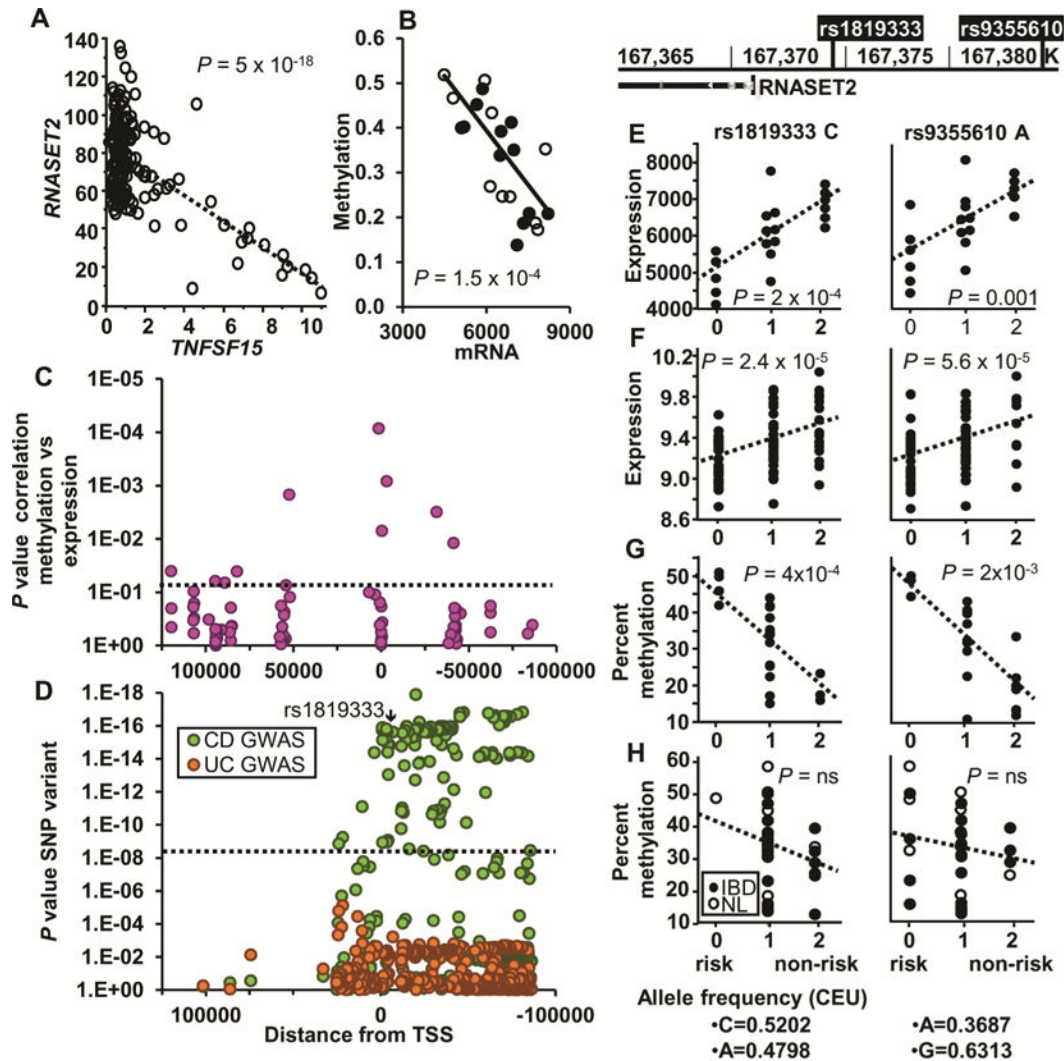 A
140
120
100
80
60
40
20
0
RNASET2
P = 5 x 10-18
0 2 4 6 8 10
TNFSF15
B
0.6
0.5
0.4
0.3
0.2
0.1
0.0
Methylation
P = 1.5 x 10-4
3000 6000 9000
mRNA
rs1819333 rs9355610
167,365 167,370 167,375 167,380 K
RNASET2
C
1E-05
1E-04
1E-03
1E-02
1E-01
1E+00
P value correlation
methylation vs
expression
100000 50000 0 -50000 -100000
D
1.E-18
1.E-16
1.E-14
1.E-12
1.E-10
1.E-08
1.E-06
1.E-04
1.E-02
1.E+00
P value SNP variant
rs1819333
CD GWAS
UC GWAS
100000 50000 0 -50000 -100000
Distance from TSS
E
rs1819333 C rs9355610 A
8000
7000
6000
5000
4000
Expression
P = 2 x 10-4
P = 0.001
0 1 2
0 1 2
F
10.2
9.8
9.4
9.0
8.6
Expression
P = 2.4 x 10-5
P = 5.6 x 10-5
0 1 2
0 1 2
G
50
40
30
20
10
Percent
methylation
P = 4x10-4
P = 2x10-3
0 1 2
0 1 2
H
60
50
40
30
20
10
Percent
methylation
P = ns
P = ns
IBD
NL
0 1 2
0 1 2
risk non-risk risk non-risk
Allele frequency (CEU)
•C=0.5202 •A=0.3687
•A=0.4798 •G=0.6313